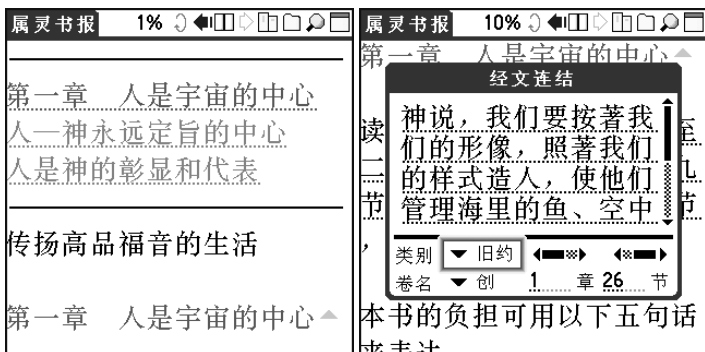 属灵书报 1%
第一章 人是宇宙的中心
人—神永远定旨的中心
人是神的彰显和代表
传扬高品福音的生活
第一章 人是宇宙的中心
属灵书报 10%
第一章 人是宇宙的中心
经文连结
读
至
二
九
节
节
，
神说，我们要按著我
们的形像，照著我们
的样式造人，使他们
管理海里的鱼、空中
类别 旧约
卷名 创 1 章 26 节
本书的负担可用以下五句话
来表达